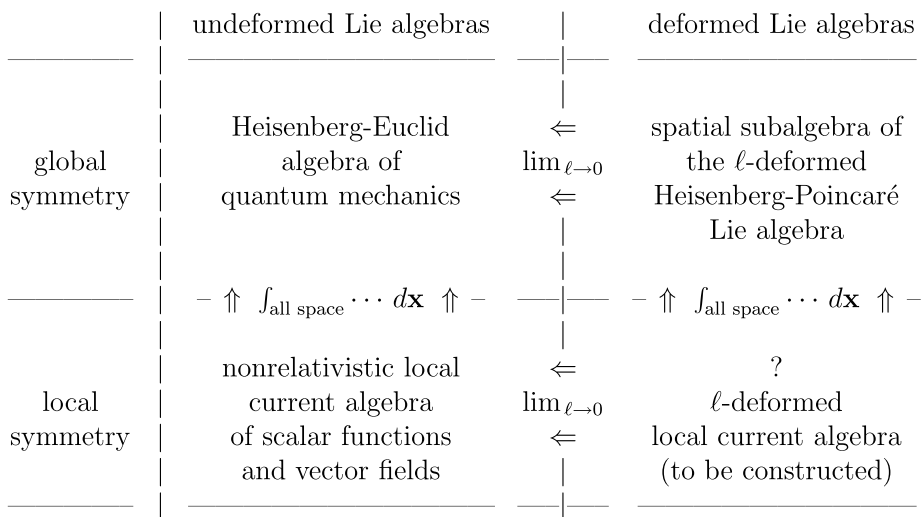 undeformed Lie algebras | deformed Lie algebras
Heisenberg-Euclid ⇐ spatial subalgebra of
global algebra of lim_{ℓ→0} the ℓ-deformed
symmetry quantum mechanics ⇐ Heisenberg-Poincaré
Lie algebra
– ⇑ ∫_{all space} ⋯ d𝐱 ⇑ – – ⇑ ∫_{all space} ⋯ d𝐱 ⇑ –
nonrelativistic local ⇐ ?
local current algebra lim_{ℓ→0} ℓ-deformed
symmetry of scalar functions ⇐ local current algebra
and vector fields (to be constructed)